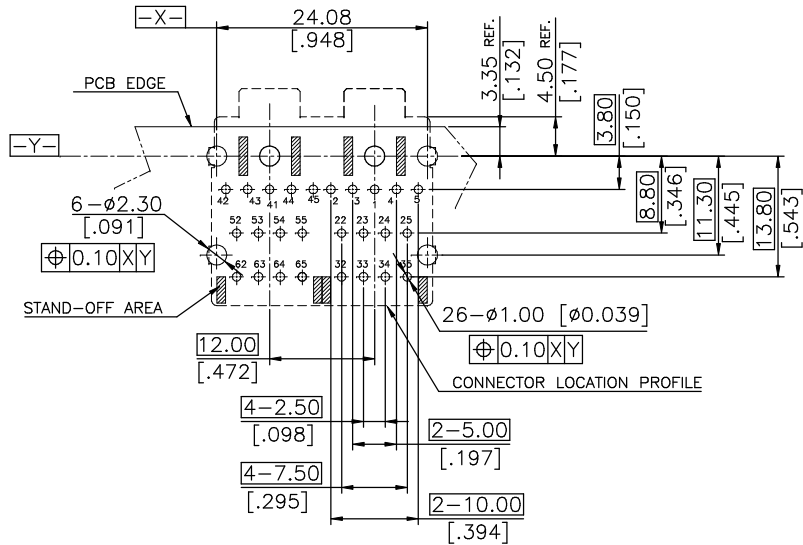 -X-
24.08
[.948]
3.35 REF.
[.132]
4.50 REF.
[.177]
3.80
[.150]
PCB EDGE
-Y-
42 43 41 44 45 2 3 1 4 5
6-ø2.30
[.091]
⌖ 0.10 X Y
52 53 54 55 22 23 24 25
8.80
[.346]
11.30
[.445]
13.80
[.543]
62 63 64 65 32 33 34 35
STAND-OFF AREA
26-ø1.00 [ø0.039]
⌖ 0.10 X Y
12.00
[.472]
CONNECTOR LOCATION PROFILE
4-2.50
[.098]
2-5.00
[.197]
4-7.50
[.295]
2-10.00
[.394]